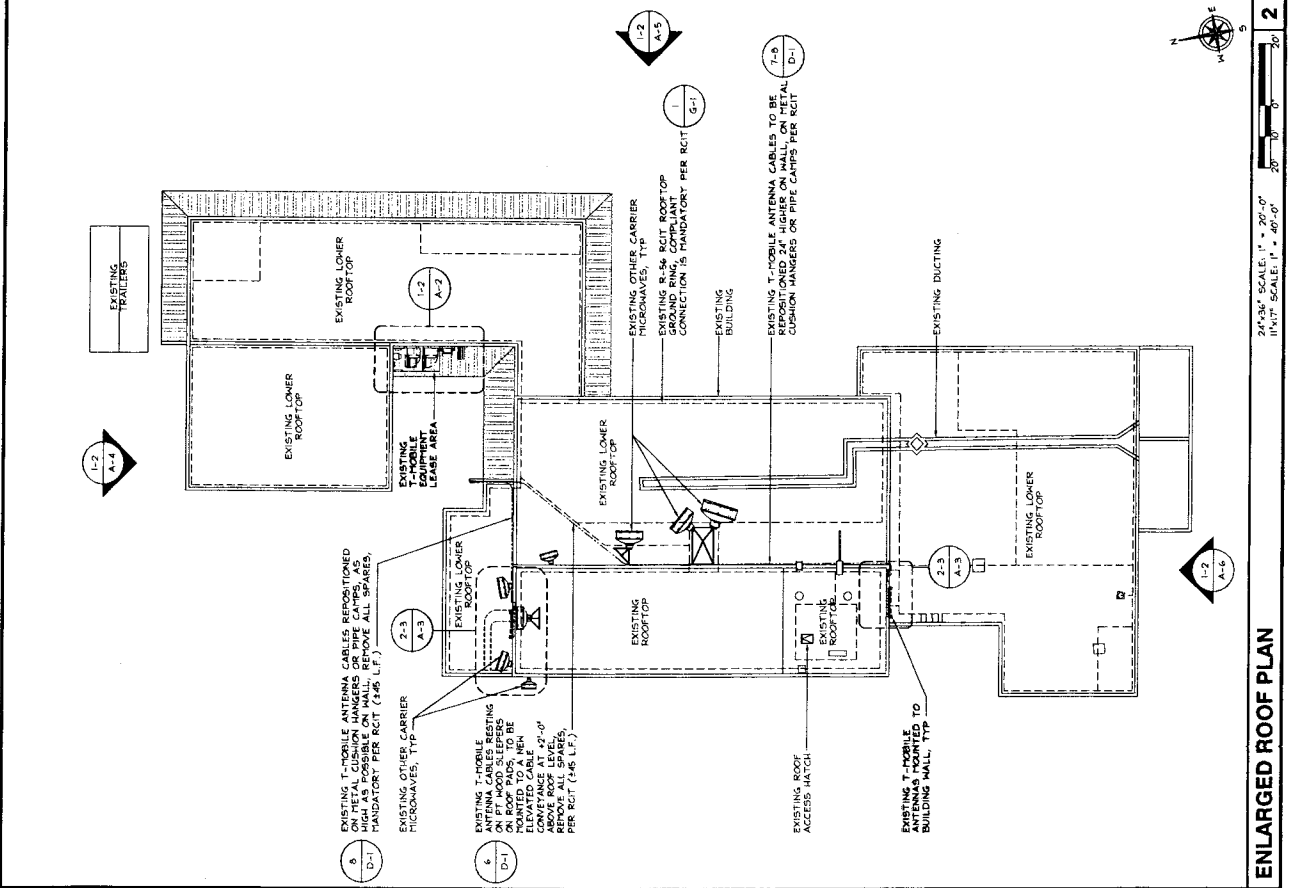 EXISTING
TRAILERS
1-2
A-4
EXISTING LOWER
ROOFTOP
EXISTING LOWER
ROOFTOP
1-2
A-2
EXISTING
T-MOBILE
EQUIPMENT
LEASE AREA
1-2
A-5
8
D-1
EXISTING T-MOBILE ANTENNA CABLES REPOSITIONED
ON METAL CUSHION HANGERS OR PIPE CAMPS, AS
HIGH AS POSSIBLE ON WALL, REMOVE ALL SPARES,
MANDATORY PER RCIT (±45 L.F.)
EXISTING OTHER CARRIER
MICROWAVES, TYP
2-3
A-3
EXISTING LOWER
ROOFTOP
6
D-1
EXISTING T-MOBILE
ANTENNA CABLES RESTING
ON PT WOOD SLEEPERS
ON ROOF PADS, TO BE
MOUNTED TO A NEW
ELEVATED CABLE
CONVEYANCE AT +2'-0"
ABOVE ROOF LEVEL,
REMOVE ALL SPARES,
PER RCIT (±45 L.F.)
EXISTING OTHER CARRIER
MICROWAVES, TYP
1
G-1
EXISTING R-56 RCIT ROOFTOP
GROUND RING, COMPLIANT
CONNECTION IS MANDATORY PER RCIT
EXISTING
BUILDING
7-8
D-1
EXISTING T-MOBILE ANTENNA CABLES TO BE
REPOSITIONED 24" HIGHER ON WALL, ON METAL
CUSHION HANGERS OR PIPE CAMPS PER RCIT
EXISTING LOWER
ROOFTOP
EXISTING
ROOFTOP
EXISTING
ROOFTOP
EXISTING ROOF
ACCESS HATCH
EXISTING T-MOBILE
ANTENNAS MOUNTED TO
BUILDING WALL, TYP
2-3
A-3
EXISTING DUCTING
EXISTING LOWER
ROOFTOP
1-2
A-6
N
E
S
W
ENLARGED ROOF PLAN
24"x36" SCALE: 1" = 20'-0"
11"x17" SCALE: 1" = 40'-0"
20' 10' 0' 20'
2